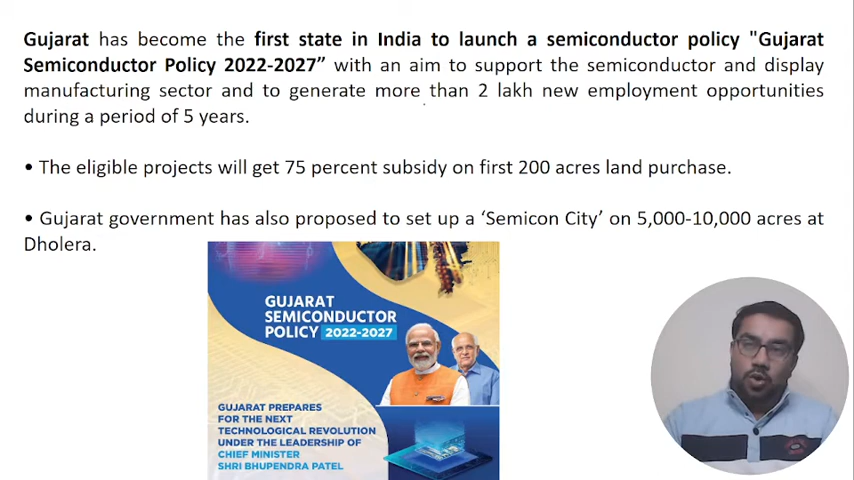 Gujarat has become the first state in India to launch a semiconductor policy "Gujarat
Semiconductor Policy 2022-2027” with an aim to support the semiconductor and display
manufacturing sector and to generate more than 2 lakh new employment opportunities
during a period of 5 years.
• The eligible projects will get 75 percent subsidy on first 200 acres land purchase.
• Gujarat government has also proposed to set up a ‘Semicon City’ on 5,000-10,000 acres at
Dholera.
GUJARAT
SEMICONDUCTOR
POLICY 2022-2027
GUJARAT PREPARES
FOR THE NEXT
TECHNOLOGICAL REVOLUTION
UNDER THE LEADERSHIP OF
CHIEF MINISTER
SHRI BHUPENDRA PATEL